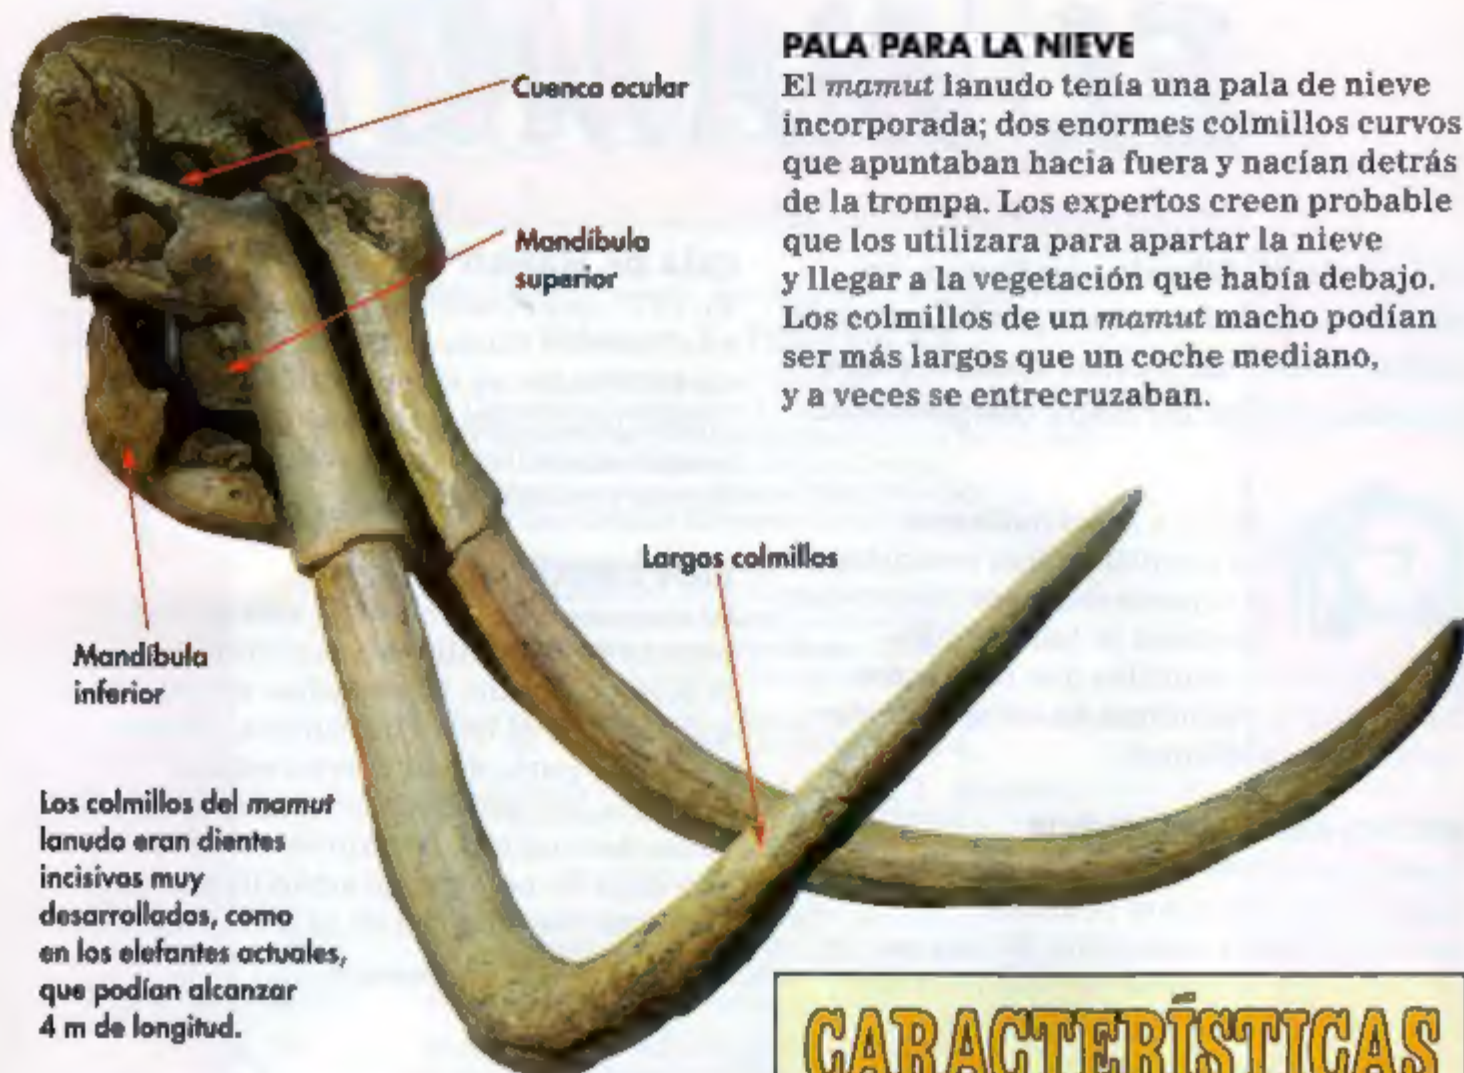 PALA PARA LA NIEVE
El mamut lanudo tenía una pala de nieve
incorporada; dos enormes colmillos curvos
que apuntaban hacia fuera y nacían detrás
de la trompa. Los expertos creen probable
que los utilizara para apartar la nieve
y llegar a la vegetación que había debajo.
Los colmillos de un mamut macho podían
ser más largos que un coche mediano,
y a veces se entrecruzaban.
Cuenca ocular
Mandíbula
superior
Largos colmillos
Mandíbula
inferior
Los colmillos del mamut
lanudo eran dientes
incisivos muy
desarrollados, como
en los elefantes actuales,
que podían alcanzar
4 m de longitud.
CARACTERÍSTICAS